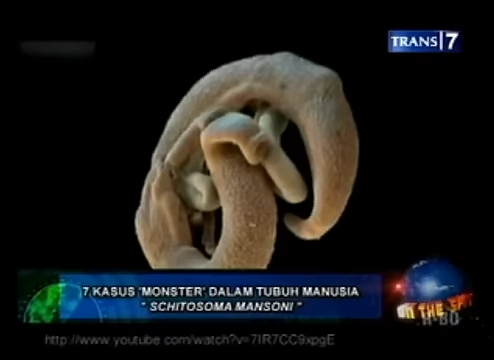 TRANS|7
7 KASUS 'MONSTER' DALAM TUBUH MANUSIA
" SCHITOSOMA MANSONI "
ON THE SPOT
H-BO
http://www.youtube.com/watch?v=7IR7CC9xpgE